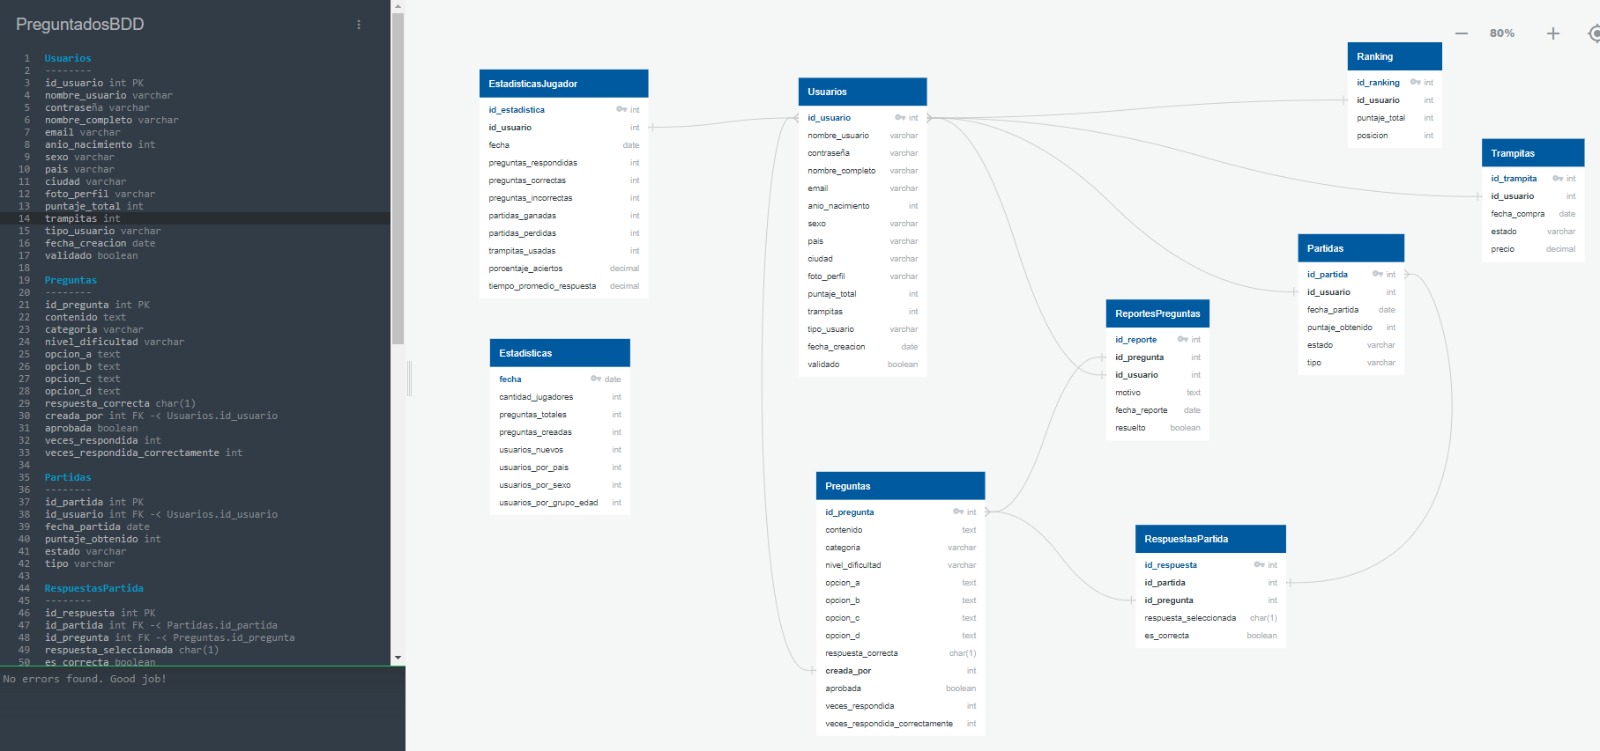 PreguntadosBDD
1 Usuarios
2 --------
3 id_usuario int PK
4 nombre_usuario varchar
5 contraseña varchar
6 nombre_completo varchar
7 email varchar
8 anio_nacimiento int
9 sexo varchar
10 pais varchar
11 ciudad varchar
12 foto_perfil varchar
13 puntaje_total int
14 trampitas int
15 tipo_usuario varchar
16 fecha_creacion date
17 validado boolean
18
19 Preguntas
20 --------
21 id_pregunta int PK
22 contenido text
23 categoria varchar
24 nivel_dificultad varchar
25 opcion_a text
26 opcion_b text
27 opcion_c text
28 opcion_d text
29 respuesta_correcta char(1)
30 creada_por int FK -< Usuarios.id_usuario
31 aprobada boolean
32 veces_respondida int
33 veces_respondida_correctamente int
34
35 Partidas
36 --------
37 id_partida int PK
38 id_usuario int FK -< Usuarios.id_usuario
39 fecha_partida date
40 puntaje_obtenido int
41 estado varchar
42 tipo varchar
43
44 RespuestasPartida
45 --------
46 id_respuesta int PK
47 id_partida int FK -< Partidas.id_partida
48 id_pregunta int FK -< Preguntas.id_pregunta
49 respuesta_seleccionada char(1)
50 es_correcta boolean
No errors found. Good job!
80%
EstadisticasJugador
id_estadistica int
id_usuario int
fecha date
preguntas_respondidas int
preguntas_correctas int
preguntas_incorrectas int
partidas_ganadas int
partidas_perdidas int
trampitas_usadas int
porcentaje_aciertos decimal
tiempo_promedio_respuesta decimal
Estadisticas
fecha date
cantidad_jugadores int
preguntas_totales int
preguntas_creadas int
usuarios_nuevos int
usuarios_por_pais int
usuarios_por_sexo int
usuarios_por_grupo_edad int
Usuarios
id_usuario int
nombre_usuario varchar
contraseña varchar
nombre_completo varchar
email varchar
anio_nacimiento int
sexo varchar
pais varchar
ciudad varchar
foto_perfil varchar
puntaje_total int
trampitas int
tipo_usuario varchar
fecha_creacion date
validado boolean
Preguntas
id_pregunta int
contenido text
categoria varchar
nivel_dificultad varchar
opcion_a text
opcion_b text
opcion_c text
opcion_d text
respuesta_correcta char(1)
creada_por int
aprobada boolean
veces_respondida int
veces_respondida_correctamente int
ReportesPreguntas
id_reporte int
id_pregunta int
id_usuario int
motivo text
fecha_reporte date
resuelto boolean
RespuestasPartida
id_respuesta int
id_partida int
id_pregunta int
respuesta_seleccionada char(1)
es_correcta boolean
Ranking
id_ranking int
id_usuario int
puntaje_total int
posicion int
Partidas
id_partida int
id_usuario int
fecha_partida date
puntaje_obtenido int
estado varchar
tipo varchar
Trampitas
id_trampita int
id_usuario int
fecha_compra date
estado varchar
precio decimal